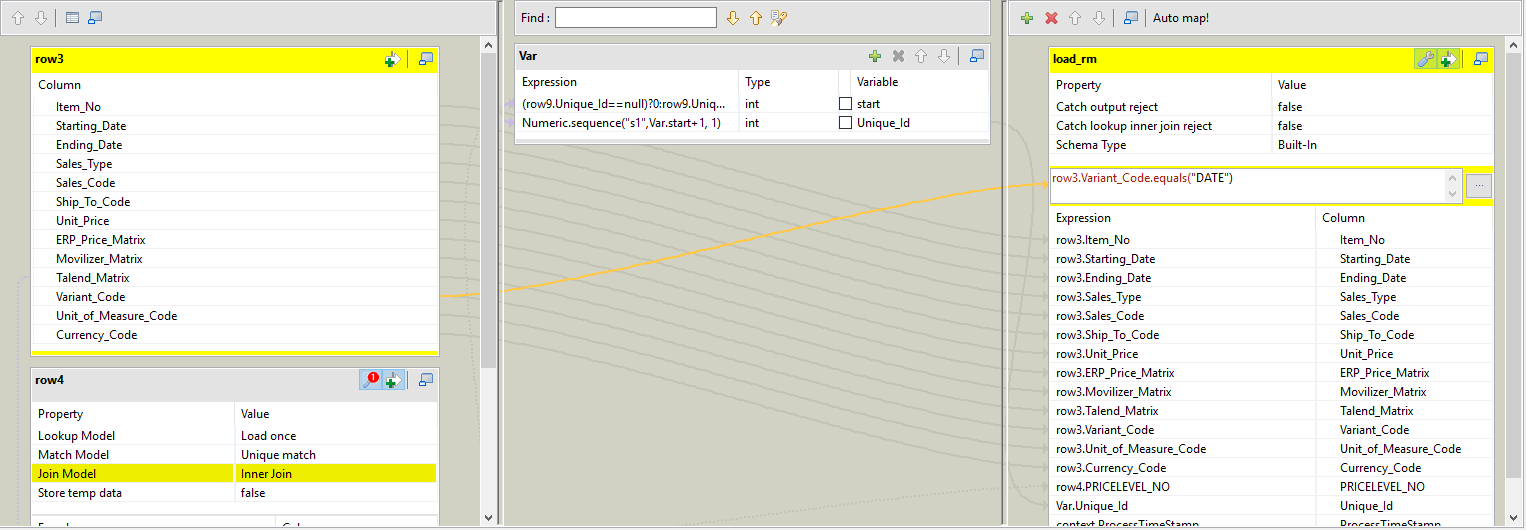 Find :
Auto map!
row3
Column
Item_No
Starting_Date
Ending_Date
Sales_Type
Sales_Code
Ship_To_Code
Unit_Price
ERP_Price_Matrix
Movilizer_Matrix
Talend_Matrix
Variant_Code
Unit_of_Measure_Code
Currency_Code
row4
1
Property Value
Lookup Model Load once
Match Model Unique match
Join Model Inner Join
Store temp data false
Var
Expression Type Variable
(row9.Unique_Id==null)?0:row9.Uniq... int start
Numeric.sequence("s1",Var.start+1, 1) int Unique_Id
load_rm
Property Value
Catch output reject false
Catch lookup inner join reject false
Schema Type Built-In
row3.Variant_Code.equals("DATE")
...
Expression Column
row3.Item_No Item_No
row3.Starting_Date Starting_Date
row3.Ending_Date Ending_Date
row3.Sales_Type Sales_Type
row3.Sales_Code Sales_Code
row3.Ship_To_Code Ship_To_Code
row3.Unit_Price Unit_Price
row3.ERP_Price_Matrix ERP_Price_Matrix
row3.Movilizer_Matrix Movilizer_Matrix
row3.Talend_Matrix Talend_Matrix
row3.Variant_Code Variant_Code
row3.Unit_of_Measure_Code Unit_of_Measure_Code
row3.Currency_Code Currency_Code
row4.PRICELEVEL_NO PRICELEVEL_NO
Var.Unique_Id Unique_Id
context.ProcessTimeStamp ProcessTimeStamp